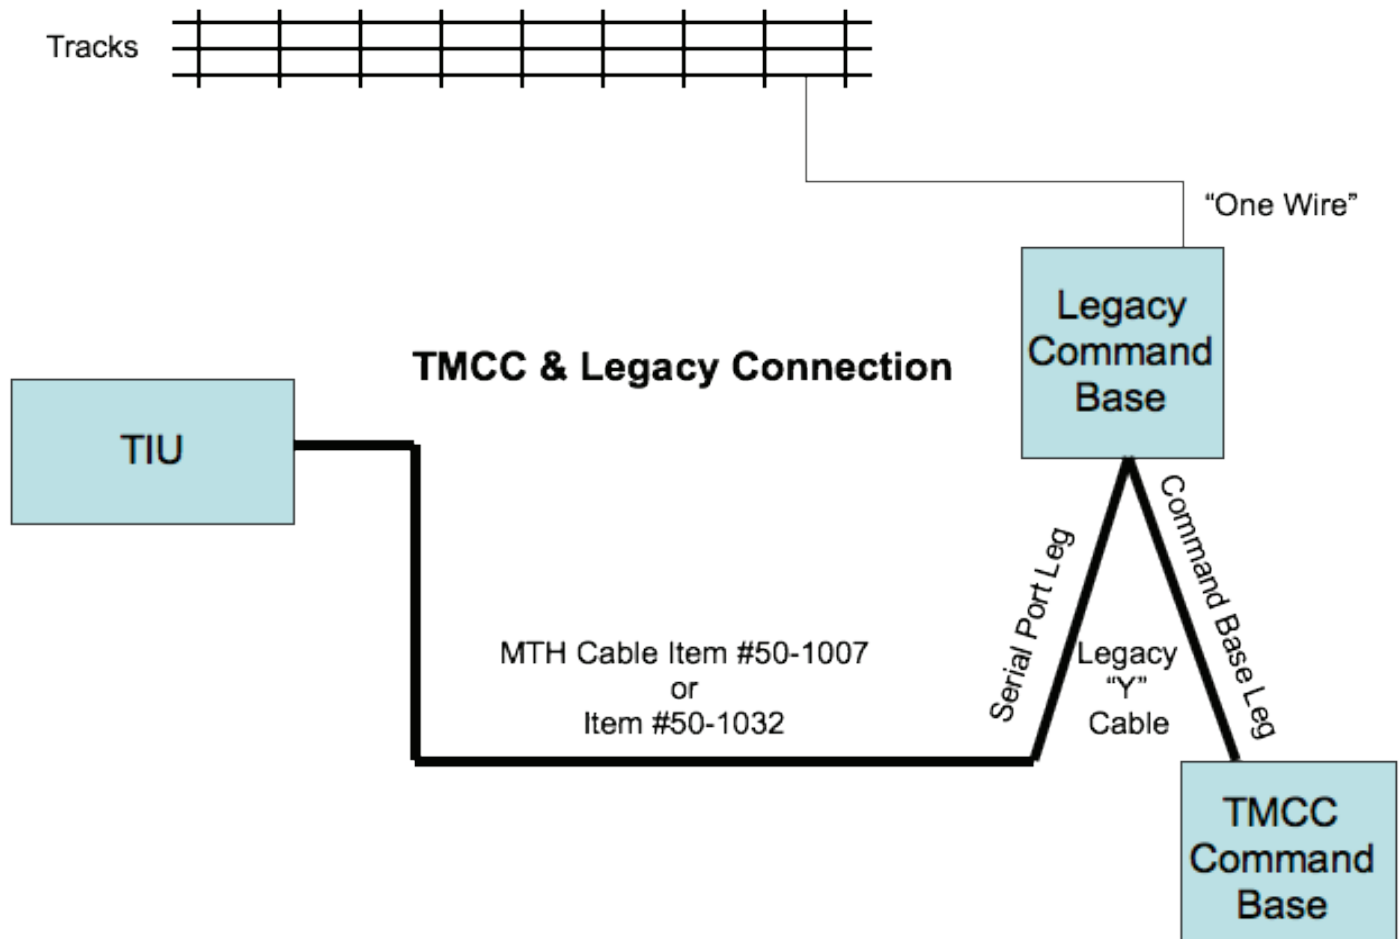 Tracks
“One Wire”
Legacy
Command
Base
TMCC & Legacy Connection
TIU
Serial Port Leg
Command Base Leg
MTH Cable Item #50-1007
or
Item #50-1032
Legacy
“Y”
Cable
TMCC
Command
Base